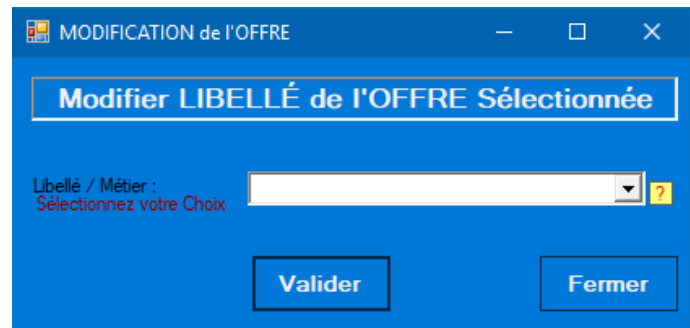 MODIFICATION de l'OFFRE
Modifier LIBELLÉ de l'OFFRE Sélectionnée
Libellé / Métier :
Sélectionnez votre Choix
?
Valider
Fermer